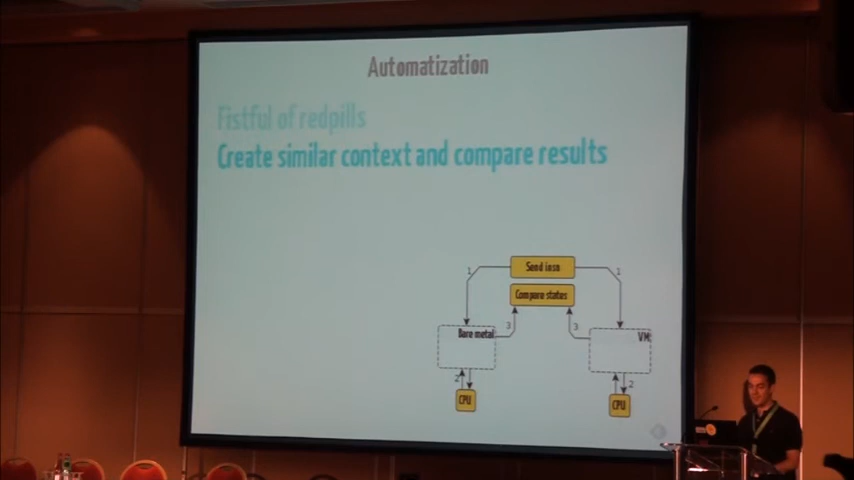 Automatization
Fistful of redpills
Create similar context and compare results
Send insn
1
1
Compare status
Bare metal
3
3
VM
2
2
CPU
CPU